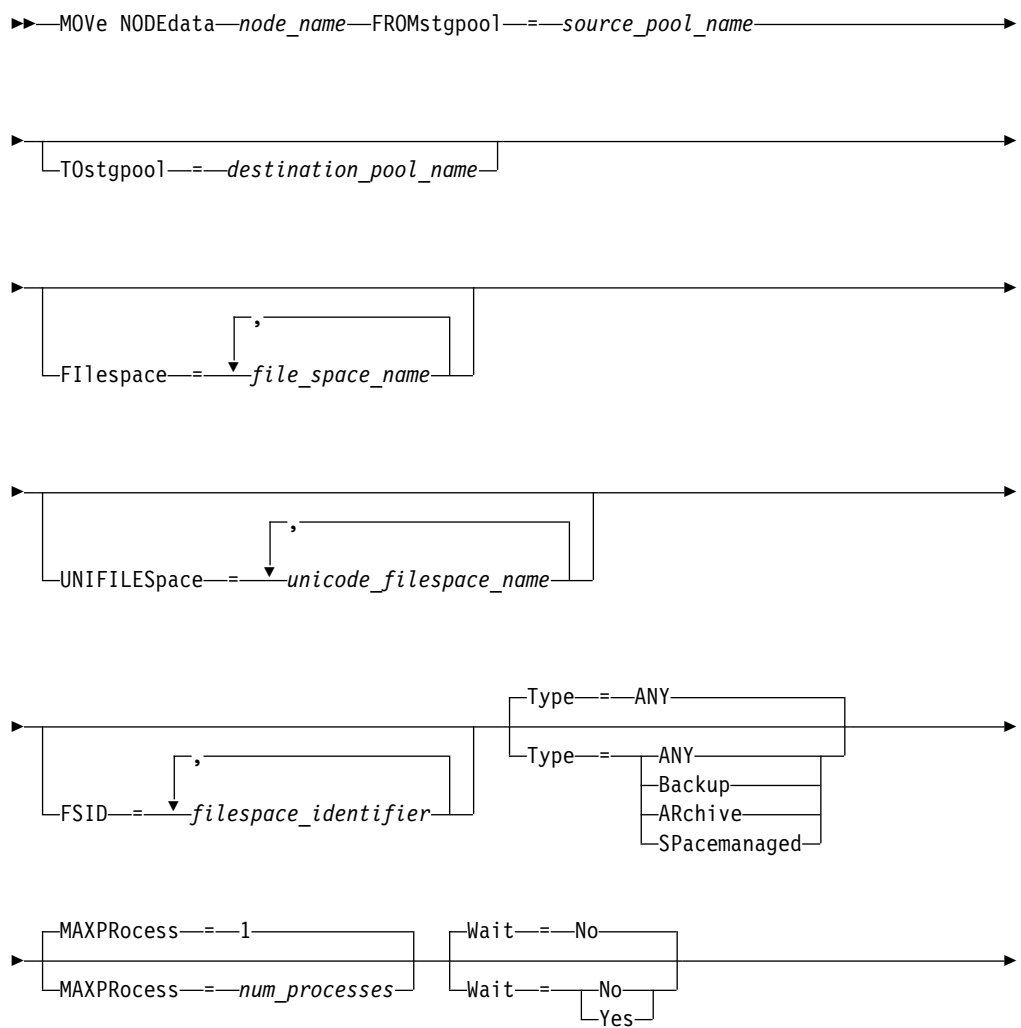 MOVe NODEdata node_name FROMstgpool = source_pool_name
TOstgpool = destination_pool_name
,
FIlespace = file_space_name
,
UNIFILESpace = unicode_filespace_name
Type = ANY
,
FSID = filespace_identifier
Type = ANY
Backup
ARchive
SPacemanaged
MAXPRocess = 1 Wait = No
MAXPRocess = num_processes Wait = No
Yes